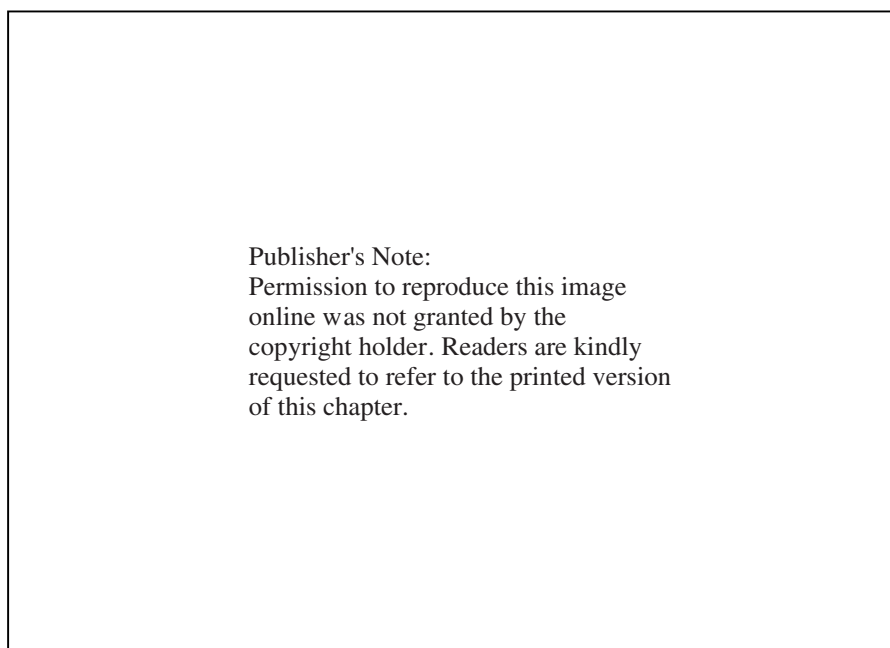 Publisher's Note:
Permission to reproduce this image
online was not granted by the
copyright holder. Readers are kindly
requested to refer to the printed version
of this chapter.